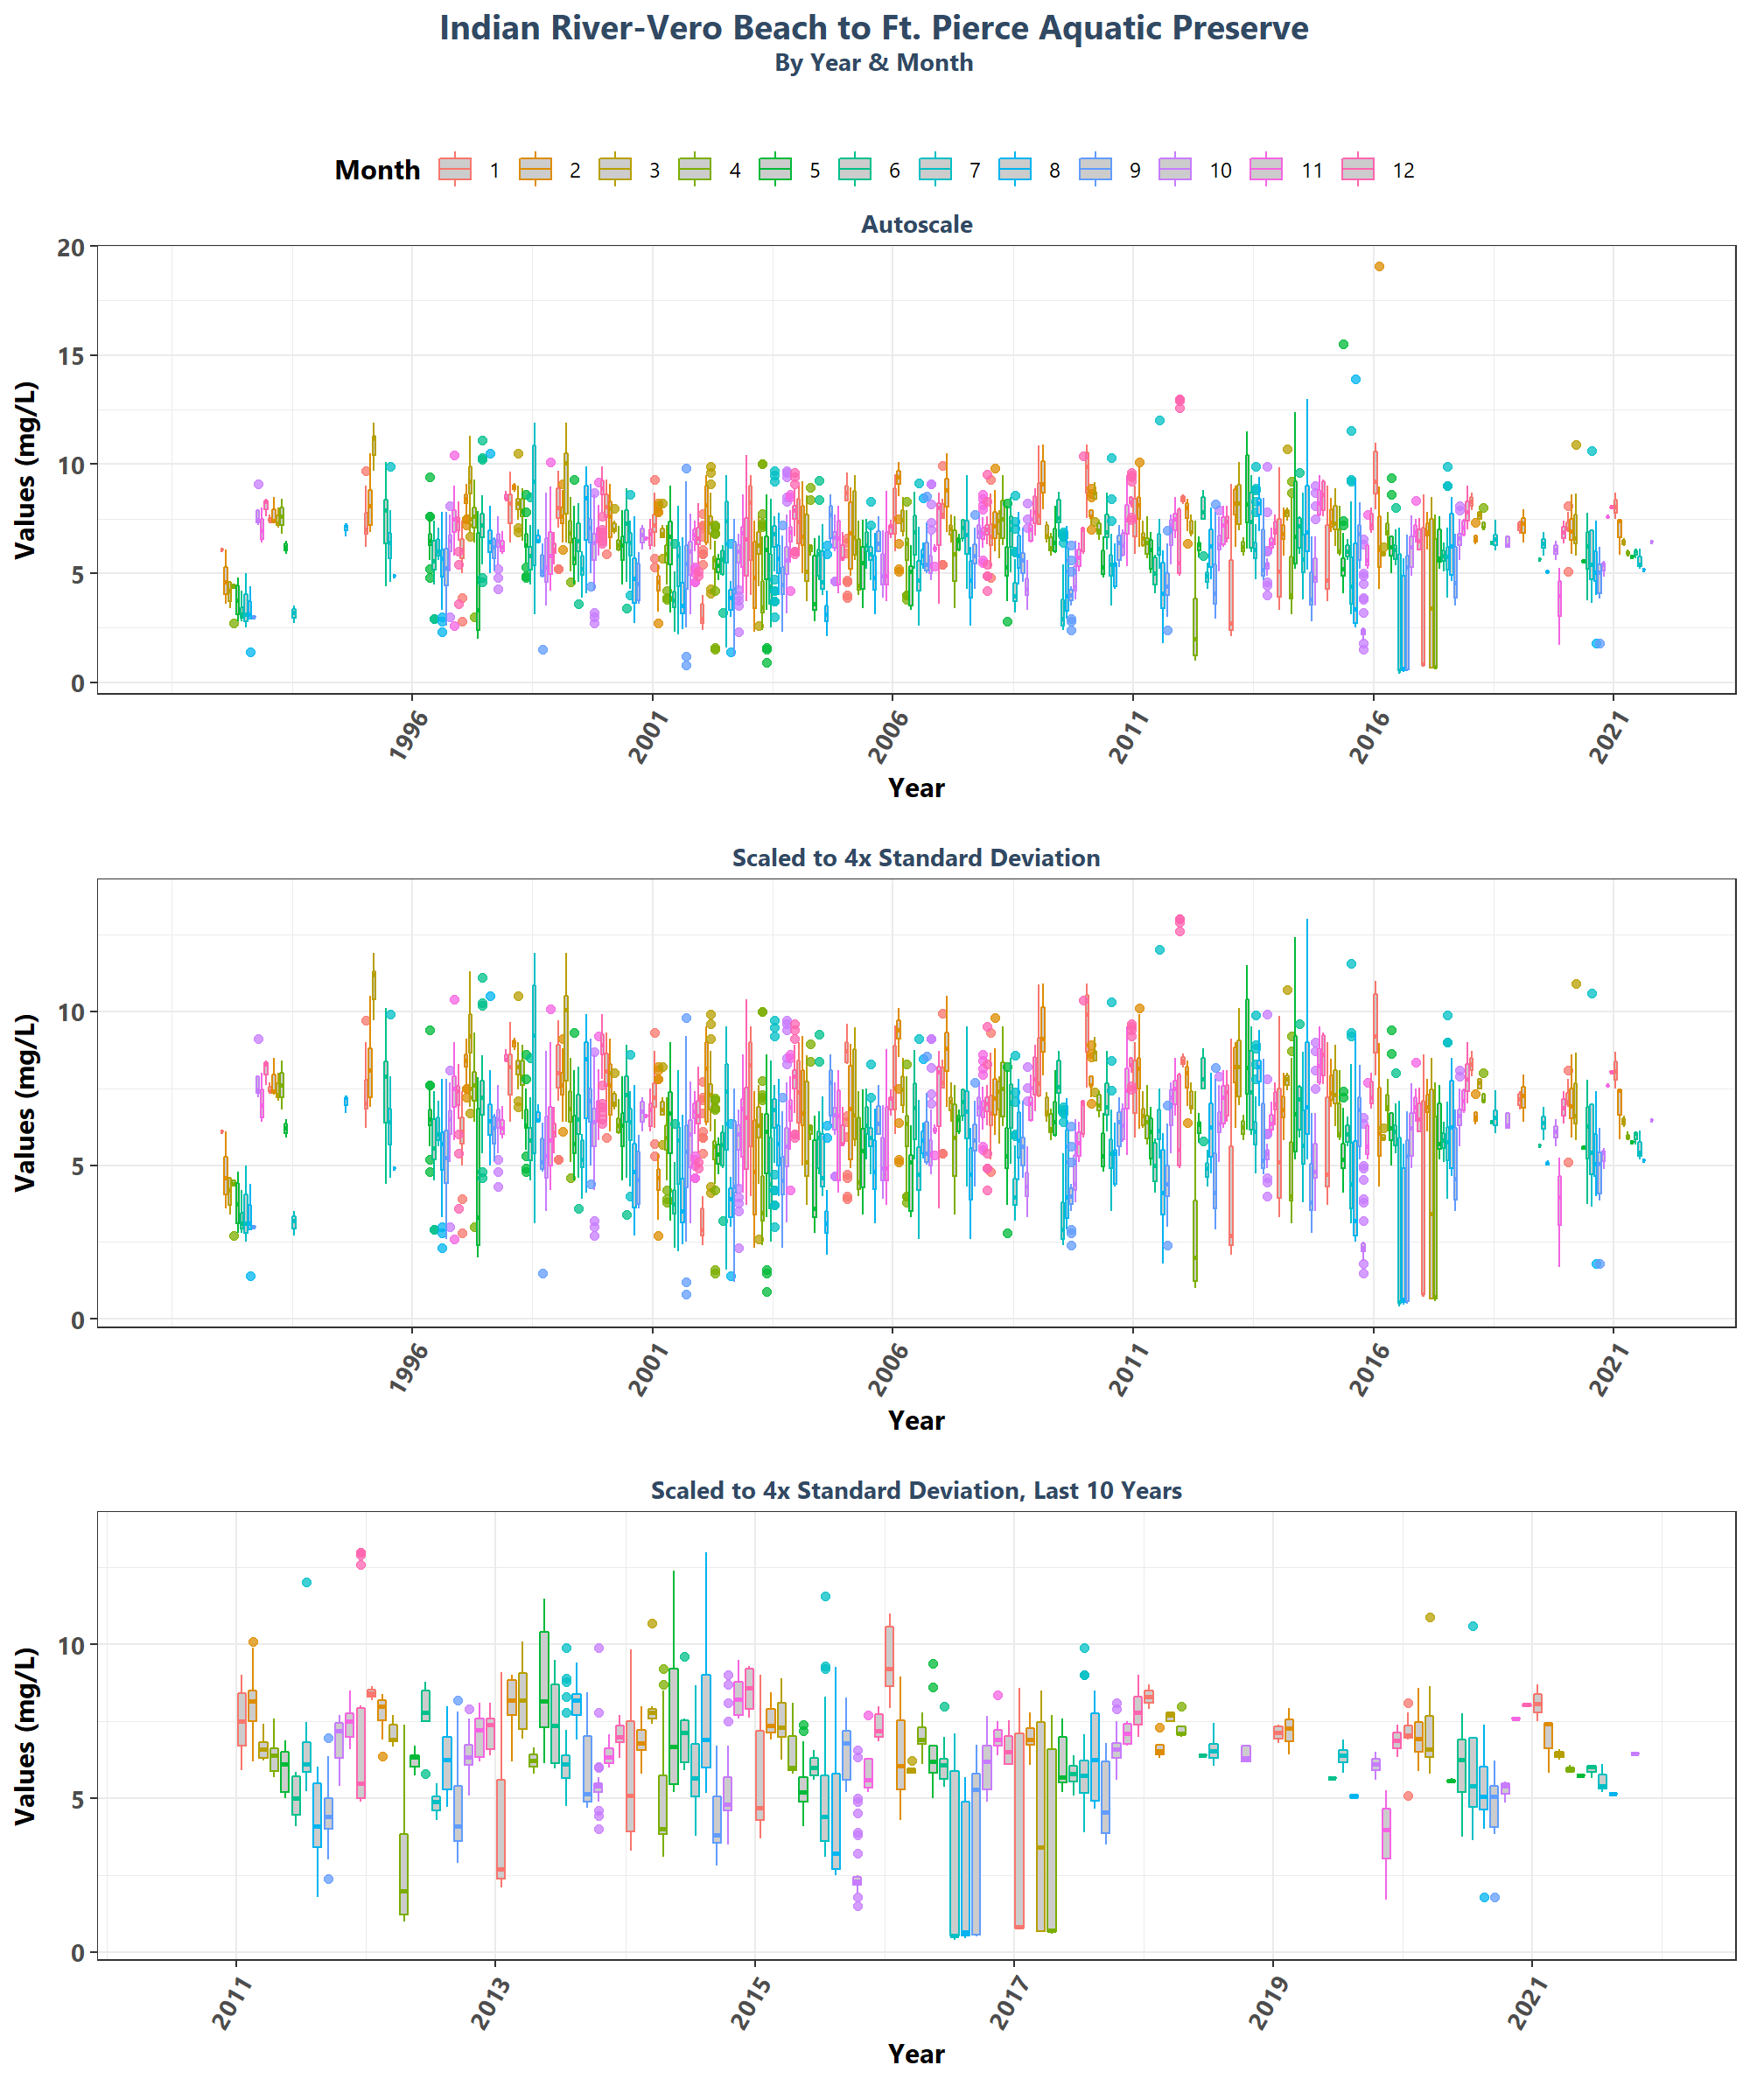 Indian River-Vero Beach to Ft. Pierce Aquatic Preserve
By Year & Month
Month 1 2 3 4 5 6 7 8 9 10 11 12
Autoscale
20
15
10
5
0
Values (mg/L)
1996 2001 2006 2011 2016 2021
Year
Scaled to 4x Standard Deviation
10
5
0
Values (mg/L)
1996 2001 2006 2011 2016 2021
Year
Scaled to 4x Standard Deviation, Last 10 Years
10
5
0
Values (mg/L)
2011 2013 2015 2017 2019 2021
Year